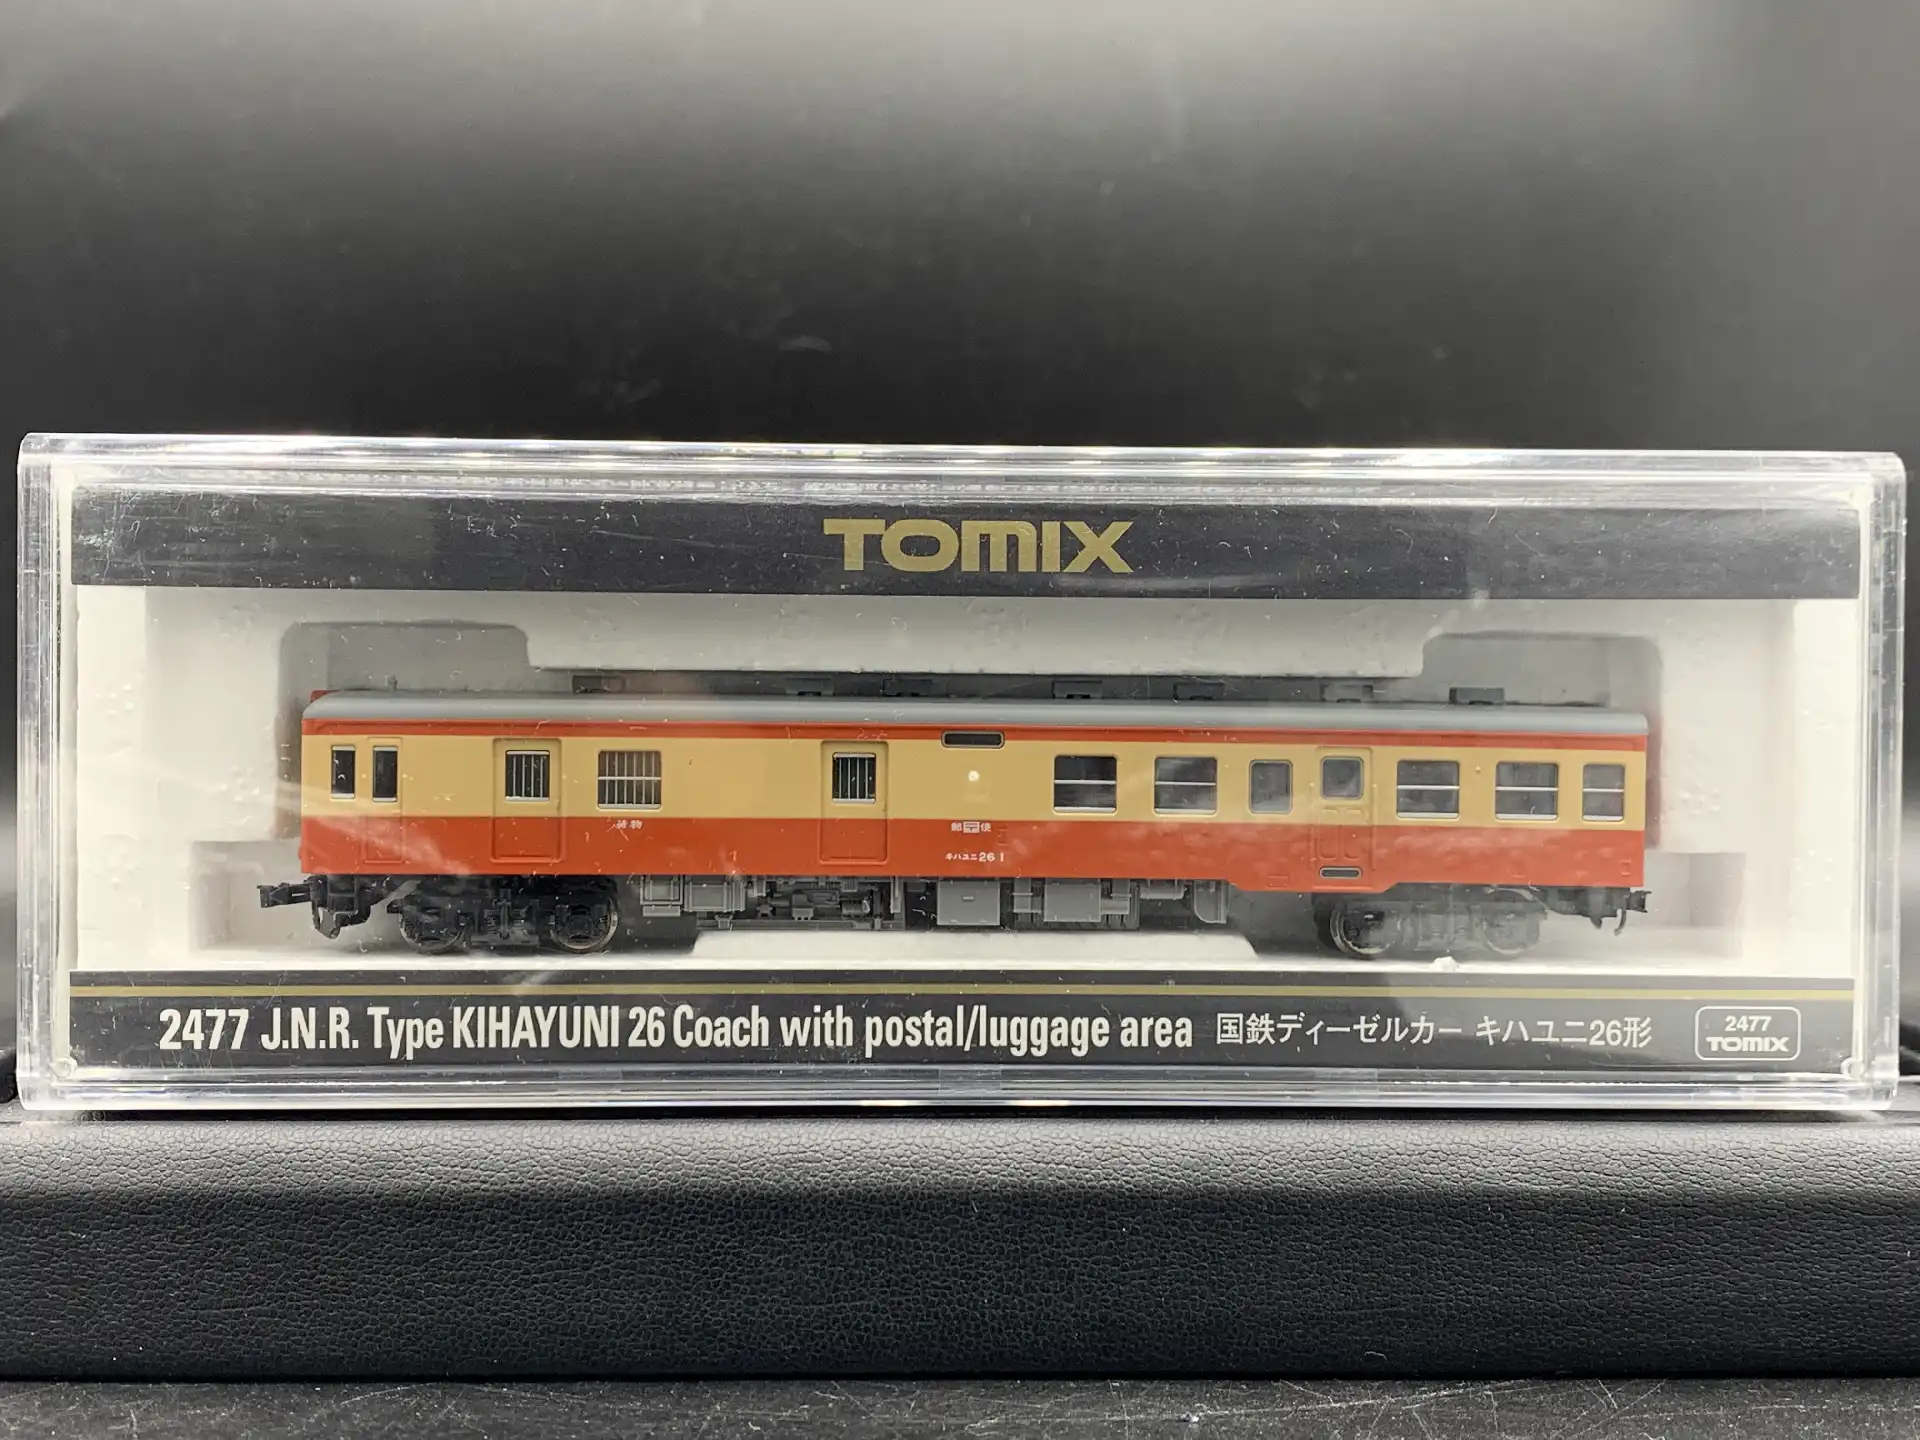 TOMIX
荷物
郵〒便
キハユニ26 1
2477 J.N.R. Type KIHAYUNI 26 Coach with postal/luggage area 国鉄ディーゼルカー キハユニ26形
2477
TOMIX